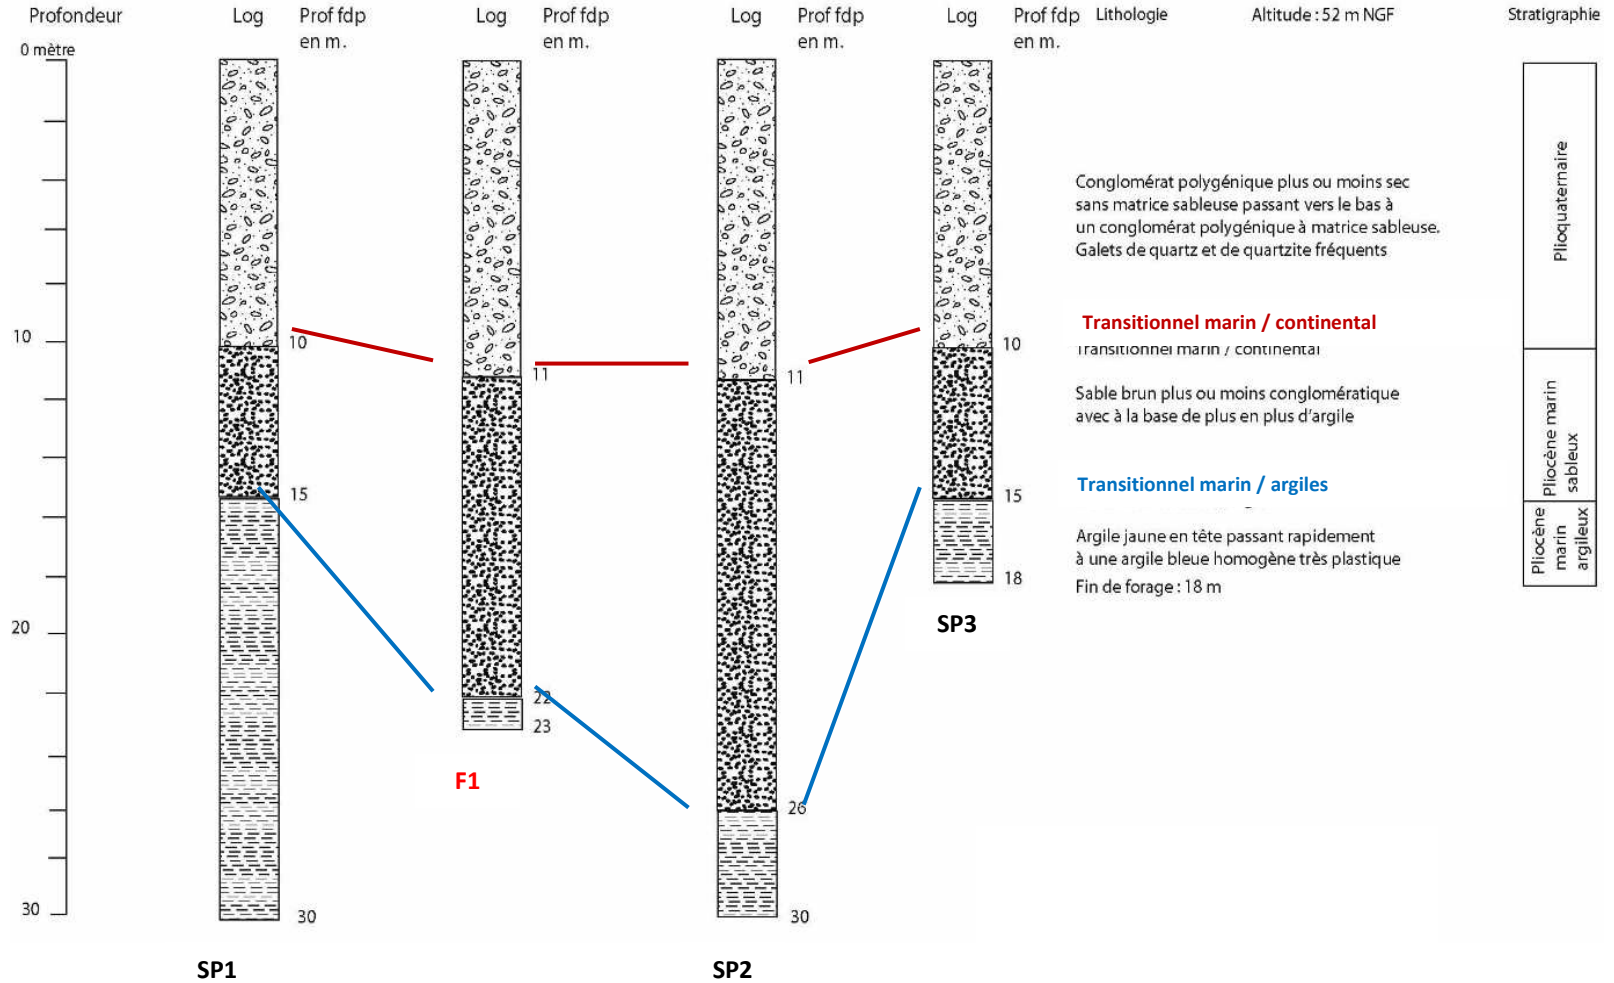 Profondeur
Log
Prof fdp
en m.
Log
Prof fdp
en m.
Log
Prof fdp
en m.
Log
Prof fdp
en m.
Lithologie
Altitude : 52 m NGF
Stratigraphie
0 mètre
10
20
30
10
15
30
SP1
11
22
23
F1
11
26
30
SP2
10
15
18
SP3
Conglomérat polygénique plus ou moins sec
sans matrice sableuse passant vers le bas à
un conglomérat polygénique à matrice sableuse.
Galets de quartz et de quartzite fréquents
Transitionnel marin / continental
Transitionnel marin / continental
Sable brun plus ou moins conglomératique
avec à la base de plus en plus d'argile
Transitionnel marin / argiles
Argile jaune en tête passant rapidement
à une argile bleue homogène très plastique
Fin de forage : 18 m
Plioquaternaire
Pliocène marin
sableux
Pliocène
marin
argileux